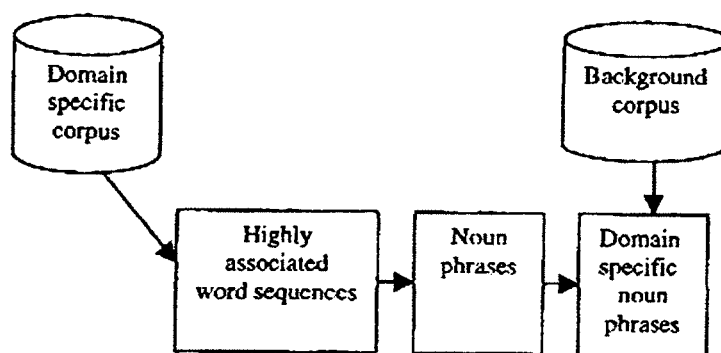 Domain
specific
corpus
Background
corpus
Highly
associated
word sequences
Noun
phrases
Domain
specific
noun
phrases